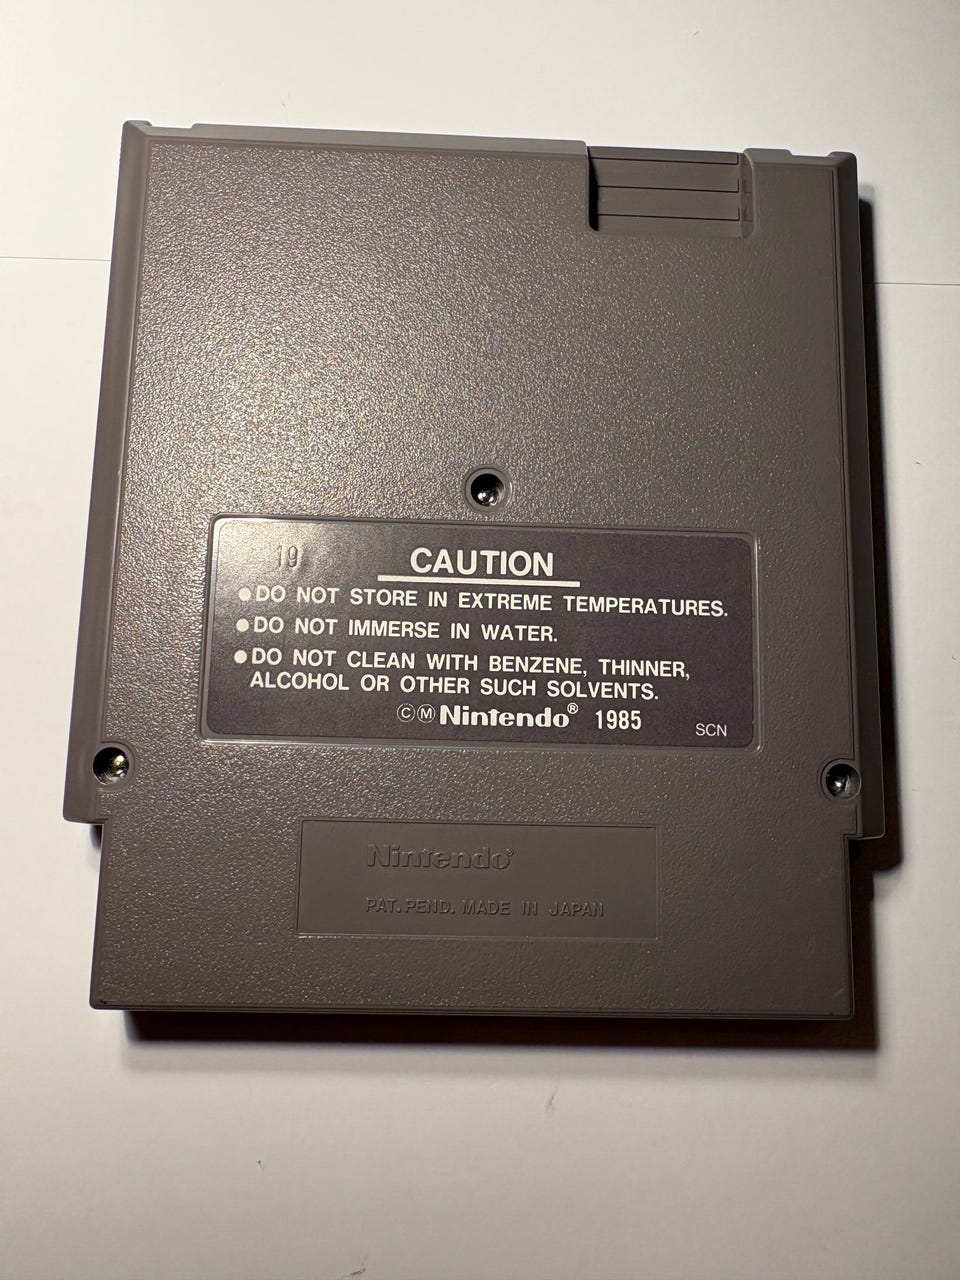 19
CAUTION
●DO NOT STORE IN EXTREME TEMPERATURES.
●DO NOT IMMERSE IN WATER.
●DO NOT CLEAN WITH BENZENE, THINNER,
ALCOHOL OR OTHER SUCH SOLVENTS.
ⒸⓂNintendo® 1985
SCN
Nintendo®
PAT. PEND. MADE IN JAPAN